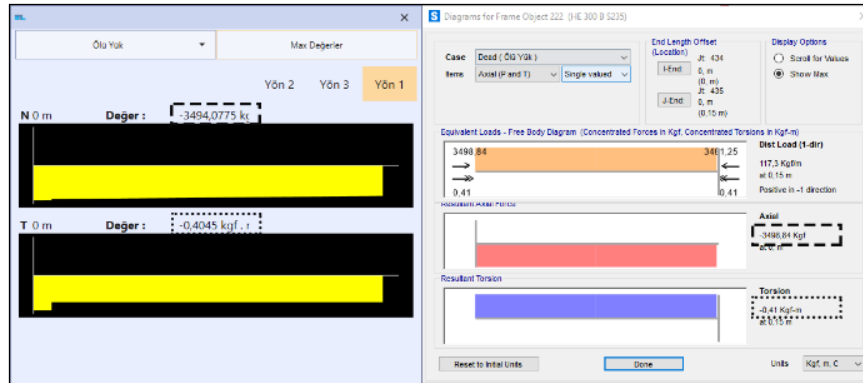 Ölü Yük
Max Değerler
Yön 2 Yön 3 Yön 1
N 0 m Değer : -3494,0775 kg
T 0 m Değer : -0,4045 kgf . m
Diagrams for Frame Object 222 (HE 300 B S235)
Case Dead ( Ölü Yük )
Items Axial (P and T) Single valued
End Length Offset
(Location)
I-End
Jt: 434
0, m
(0, m)
J-End
Jt: 435
0, m
(0,15 m)
Display Options
Scroll for Values
Show Max
Equivalent Loads - Free Body Diagram (Concentrated Forces in Kgf, Concentrated Torsions in Kgf-m)
3498,84
3481,25
0,41
0,41
Dist Load (1-dir)
117,3 Kgf/m
at 0,15 m
Positive in -1 direction
Resultant Axial Force
Axial
-3498,84 Kgf
at 0, m
Resultant Torsion
Torsion
-0,41 Kgf-m
at 0,15 m
Reset to Initial Units
Done
Units Kgf, m, C